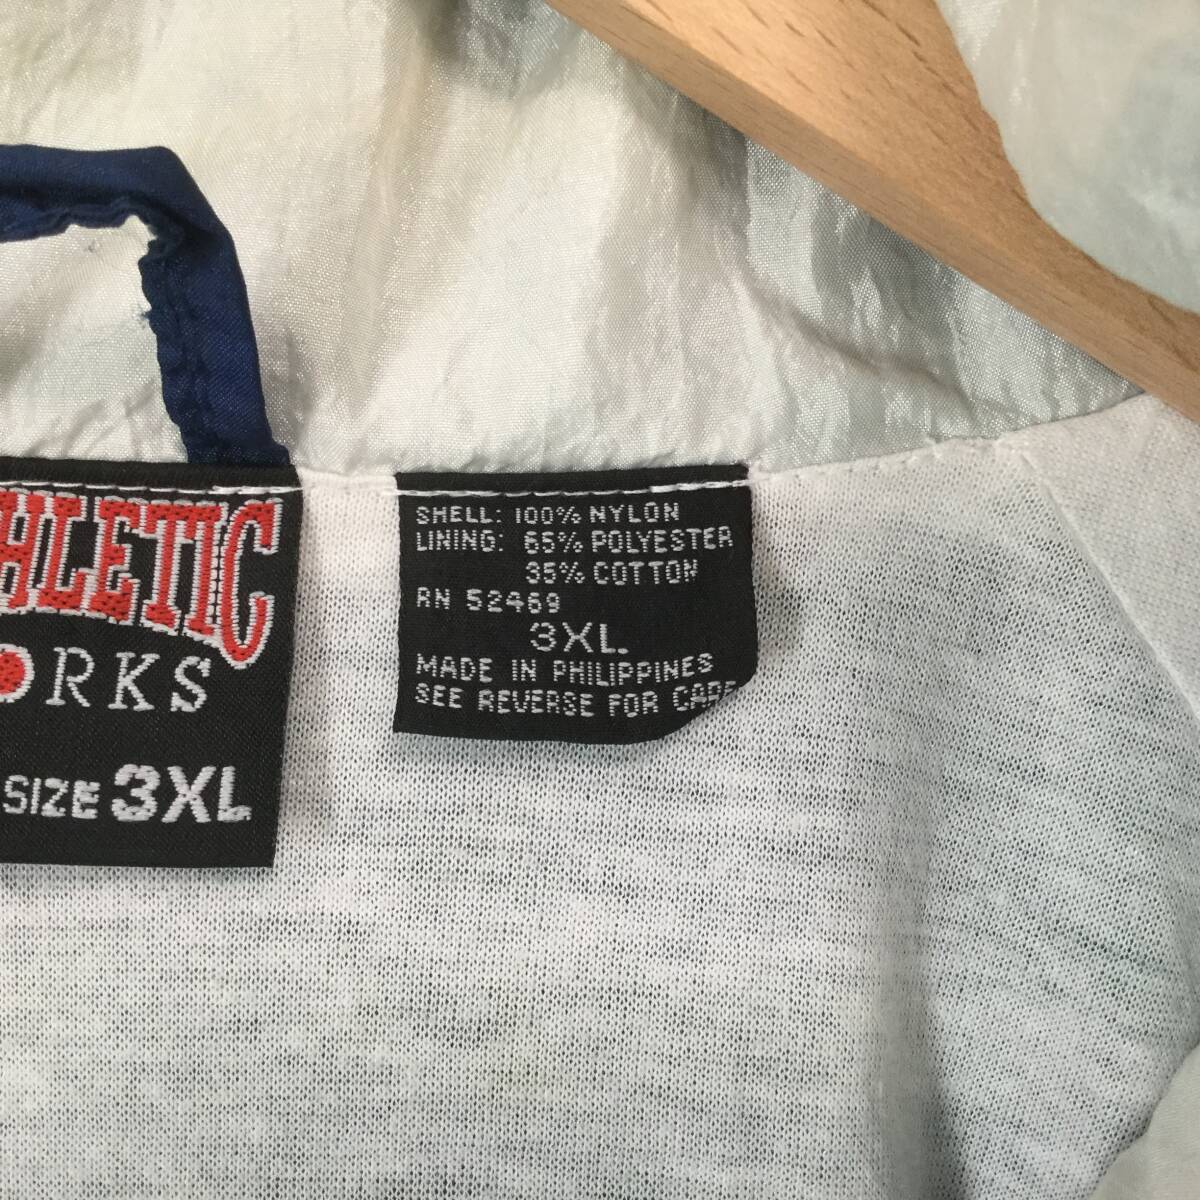 HLETIC
RKS
SIZE 3XL
SHELL: 100% NYLON
LINING: 65% POLYESTER
35% COTTON
RN 52469
3XL
MADE IN PHILIPPINES
SEE REVERSE FOR CARE